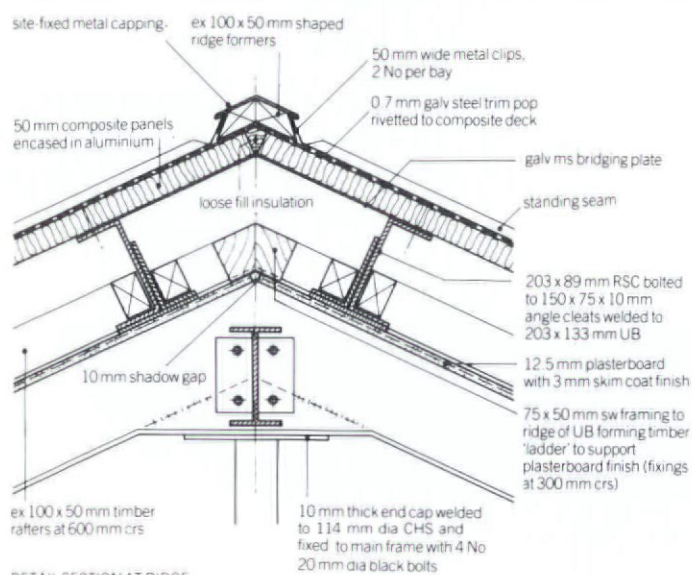 site-fixed metal capping
ex 100 x 50 mm shaped
ridge formers
50 mm wide metal clips,
2 No per bay
0.7 mm galv steel trim pop
rivetted to composite deck
50 mm composite panels
encased in aluminium
galv ms bridging plate
loose fill insulation
standing seam
203 x 89 mm RSC bolted
to 150 x 75 x 10 mm
angle cleats welded to
203 x 133 mm UB
10 mm shadow gap
12.5 mm plasterboard
with 3 mm skim coat finish
75 x 50 mm sw framing to
ridge of UB forming timber
'ladder' to support
plasterboard finish (fixings
at 300 mm crs)
ex 100 x 50 mm timber
rafters at 600 mm crs
10 mm thick end cap welded
to 114 mm dia CHS and
fixed to main frame with 4 No
20 mm dia black bolts
DETAIL SECTION AT RIDGE